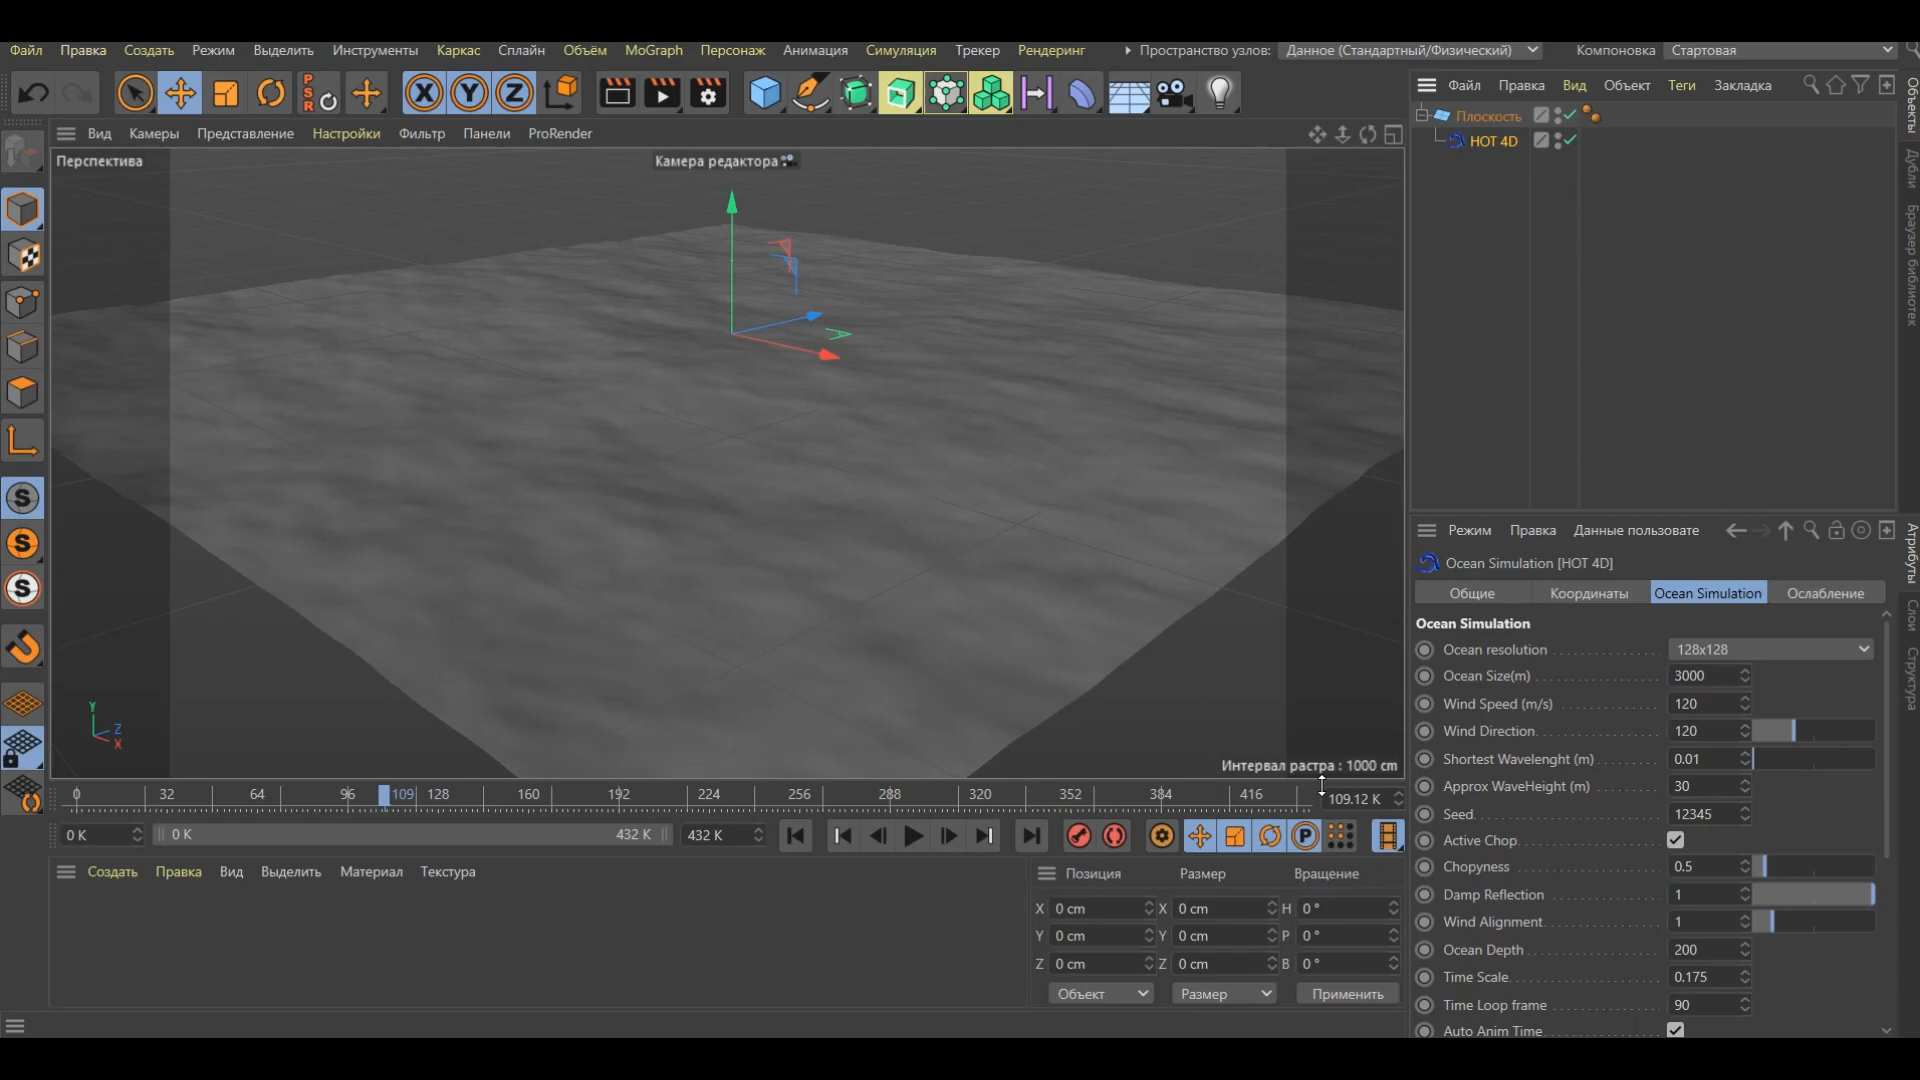 Файл Правка Создать Режим Выделить Инструменты Каркас Сплайн Объём MoGraph Персонаж Анимация Симуляция Трекер Рендеринг Пространство узлов: Данное (Стандартный/Физический) Компоновка Стартовая
PSR X Y Z
Файл Правка Вид Объект Теги Закладка
Объекты
Дубли
Браузер библиотек
Плоскость
HOT 4D
Вид Камеры Представление Настройки Фильтр Панели ProRender
Перспектива
Камера редактора
S
S
S
Y
Z
X
Интервал растра : 1000 cm
0 32 64 96 109 128 160 192 224 256 288 320 352 384 416 109.12 K
0 K 0 K 432 K 432 K P
Создать Правка Вид Выделить Материал Текстура
Позиция Размер Вращение
X 0 cm X 0 cm H 0 °
Y 0 cm Y 0 cm P 0 °
Z 0 cm Z 0 cm B 0 °
Объект Размер Применить
Режим Правка Данные пользовате
Атрибуты
Слои
Структура
Ocean Simulation [HOT 4D]
Общие Координаты Ocean Simulation Ослабление
Ocean Simulation
Ocean resolution 128x128
Ocean Size(m) 3000
Wind Speed (m/s) 120
Wind Direction 120
Shortest Wavelenght (m) 0.01
Approx WaveHeight (m) 30
Seed 12345
Active Chop
Chopyness 0.5
Damp Reflection 1
Wind Alignment 1
Ocean Depth 200
Time Scale 0.175
Time Loop frame 90
Auto Anim Time